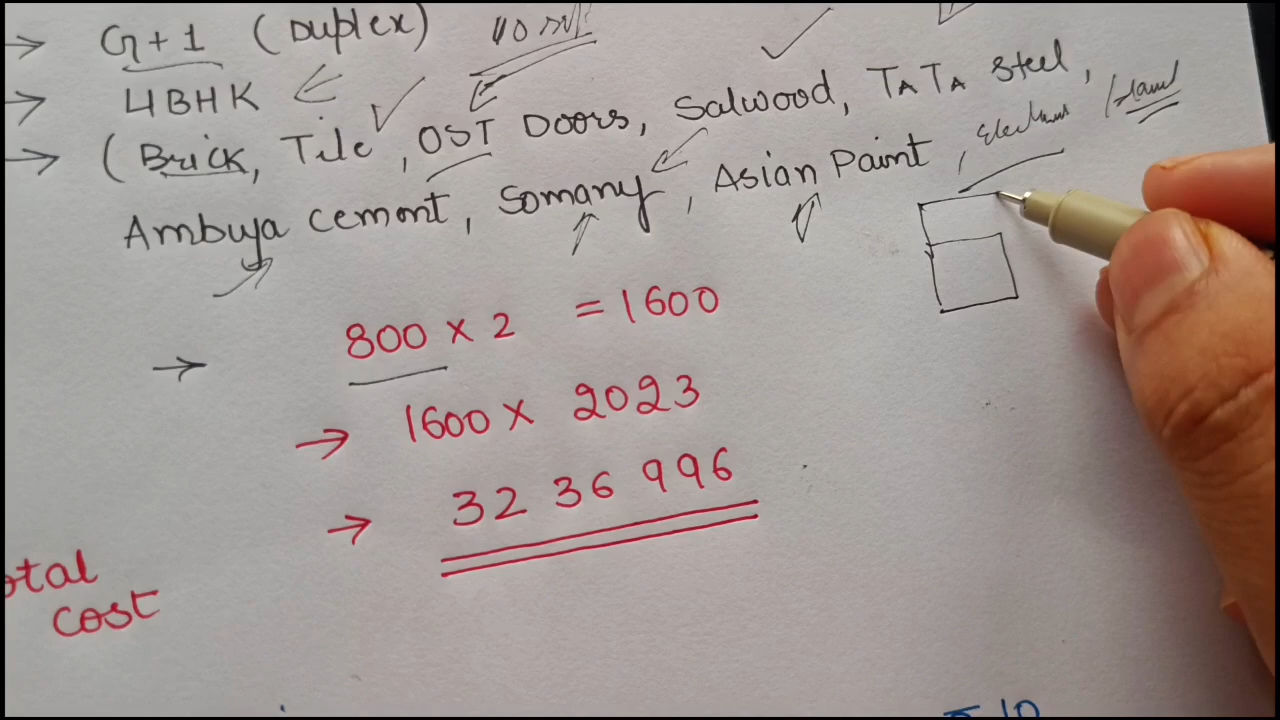 → G+1 (Duplex)
→ 4BHK
→ (Brick, Tile, OST Doors, Salwood, TATA Steel,
Ambuja cement, Somany, Asian Paint,
→ 800 × 2 = 1600
→ 1600 × 2023
→ 32 36 996
otal
cost